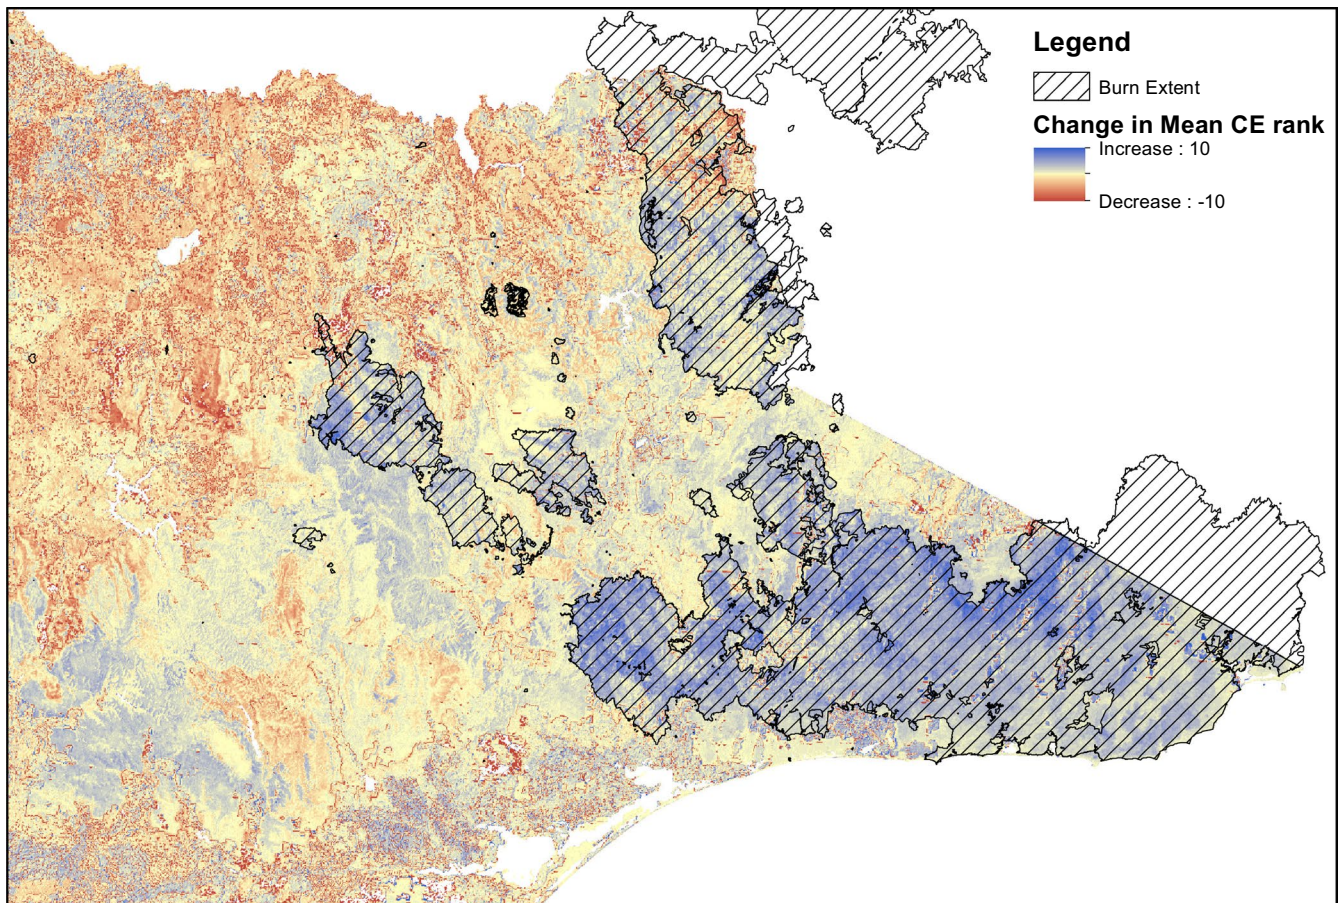 Legend
Burn Extent
Change in Mean CE rank
Increase : 10
Decrease : -10